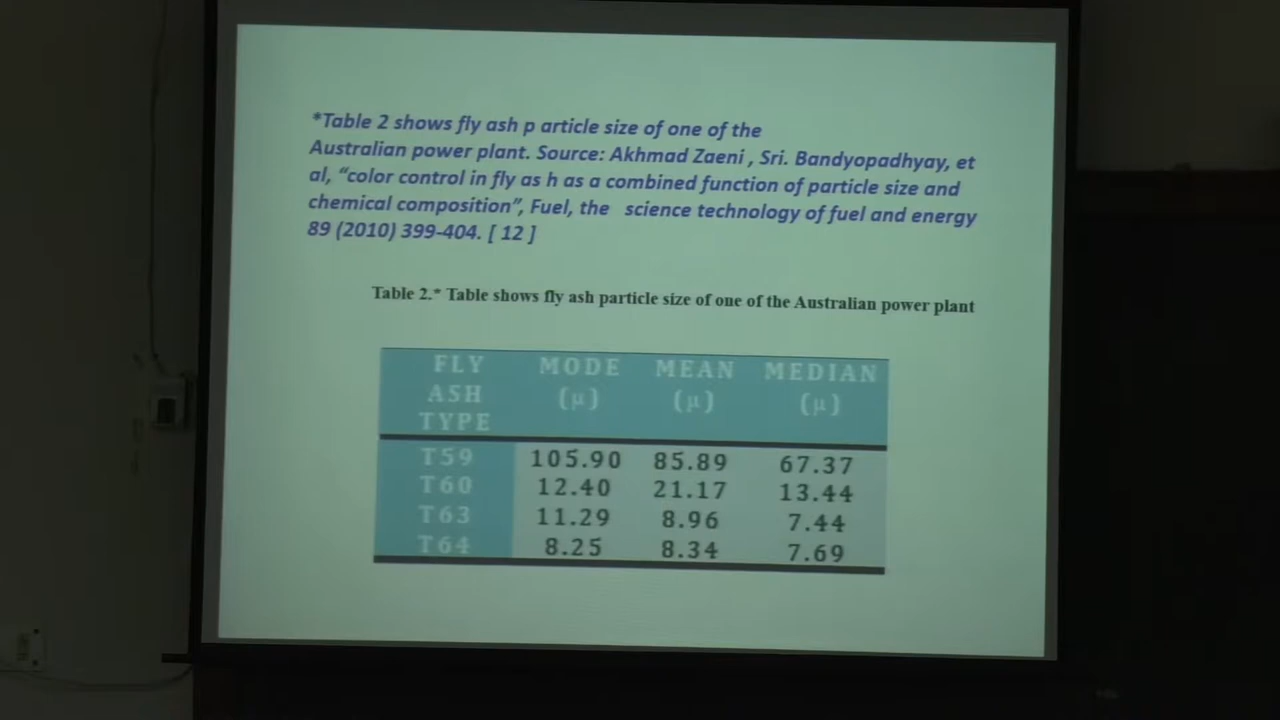 *Table 2 shows fly ash p article size of one of the
Australian power plant. Source: Akhmad Zaeni , Sri. Bandyopadhyay, et
al, “color control in fly as h as a combined function of particle size and
chemical composition”, Fuel, the science technology of fuel and energy
89 (2010) 399-404. [ 12 ]
Table 2.* Table shows fly ash particle size of one of the Australian power plant
FLY ASH TYPE MODE (μ) MEAN (μ) MEDIAN (μ)
T59 105.90 85.89 67.37
T60 12.40 21.17 13.44
T63 11.29 8.96 7.44
T64 8.25 8.34 7.69